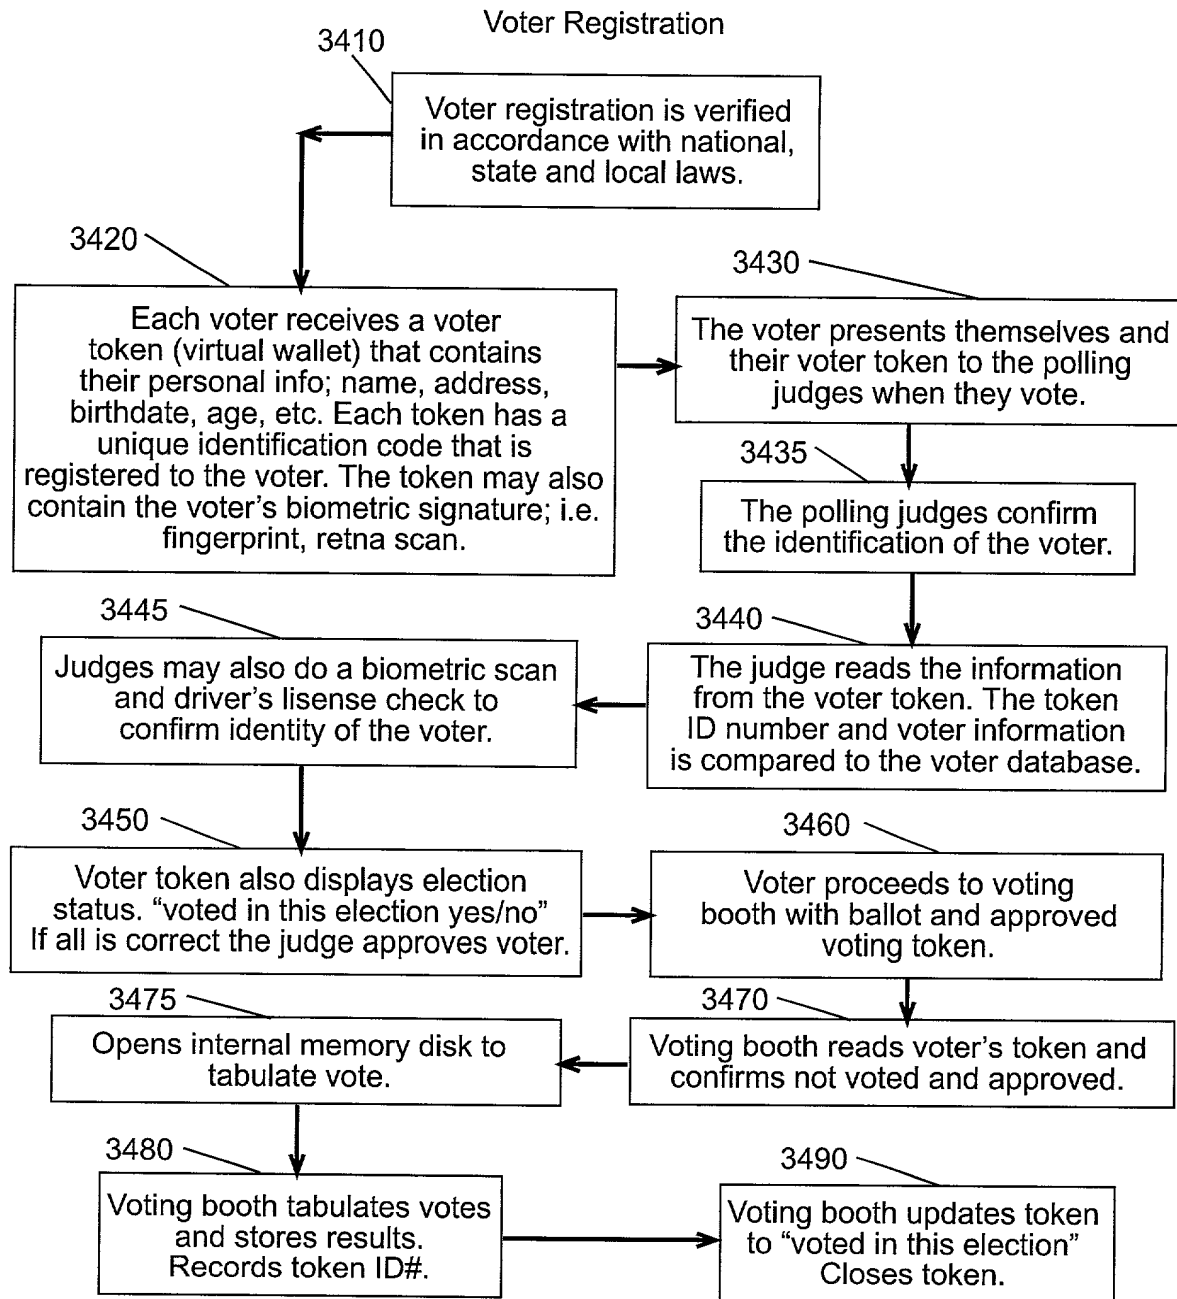 Voter Registration
3410
Voter registration is verified
in accordance with national,
state and local laws.
3420
Each voter receives a voter
token (virtual wallet) that contains
their personal info; name, address,
birthdate, age, etc. Each token has a
unique identification code that is
registered to the voter. The token may also
contain the voter's biometric signature; i.e.
fingerprint, retna scan.
3430
The voter presents themselves and
their voter token to the polling
judges when they vote.
3435
The polling judges confirm
the identification of the voter.
3440
The judge reads the information
from the voter token. The token
ID number and voter information
is compared to the voter database.
3445
Judges may also do a biometric scan
and driver's lisense check to
confirm identity of the voter.
3450
Voter token also displays election
status. “voted in this election yes/no”
If all is correct the judge approves voter.
3460
Voter proceeds to voting
booth with ballot and approved
voting token.
3470
Voting booth reads voter's token and
confirms not voted and approved.
3475
Opens internal memory disk to
tabulate vote.
3480
Voting booth tabulates votes
and stores results.
Records token ID#.
3490
Voting booth updates token
to “voted in this election”
Closes token.